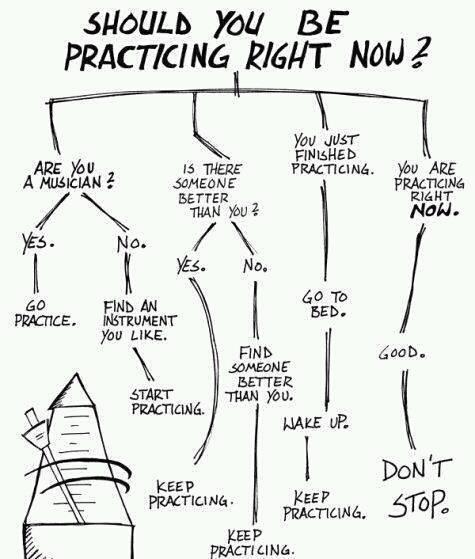 SHOULD YOU BE
PRACTICING RIGHT NOW?
ARE YOU
A MUSICIAN?
YES.
GO
PRACTICE.
NO.
FIND AN
INSTRUMENT
YOU LIKE.
START
PRACTICING.
IS THERE
SOMEONE
BETTER
THAN YOU?
YES.
KEEP
PRACTICING.
NO.
FIND
SOMEONE
BETTER
THAN YOU.
KEEP
PRACTICING.
YOU JUST
FINISHED
PRACTICING.
GO TO
BED.
WAKE UP.
KEEP
PRACTICING.
YOU ARE
PRACTICING
RIGHT
NOW.
GOOD.
DON'T
STOP.